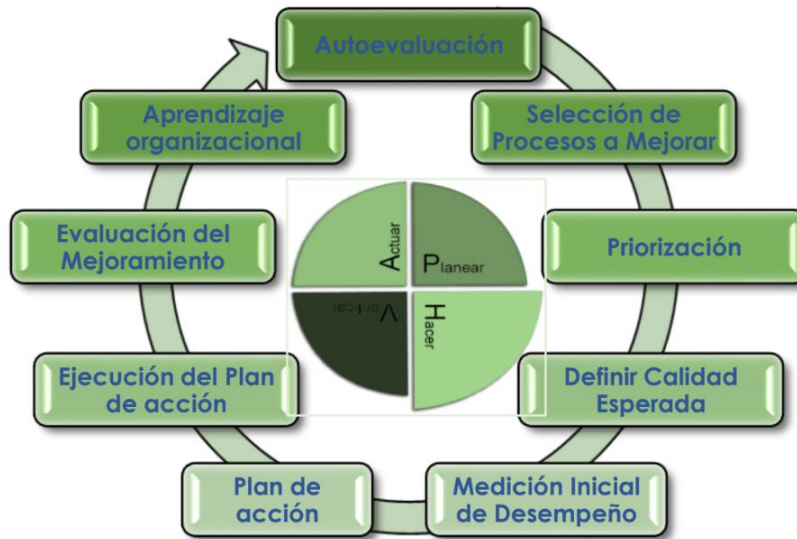 Autoevaluación
Selección de
Procesos a Mejorar
Priorización
Definir Calidad
Esperada
Medición Inicial
de Desempeño
Plan de
acción
Ejecución del Plan
de acción
Evaluación del
Mejoramiento
Aprendizaje
organizacional
Actuar
Planear
Hacer
Verificar